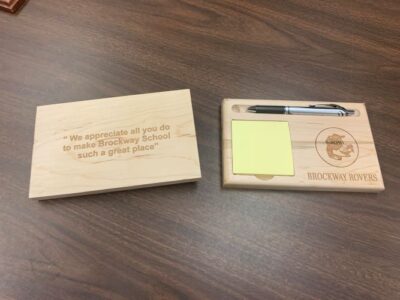 “ We appreciate all you do
to make Brockway School
such a great place”
BROCKWAY ROVERS